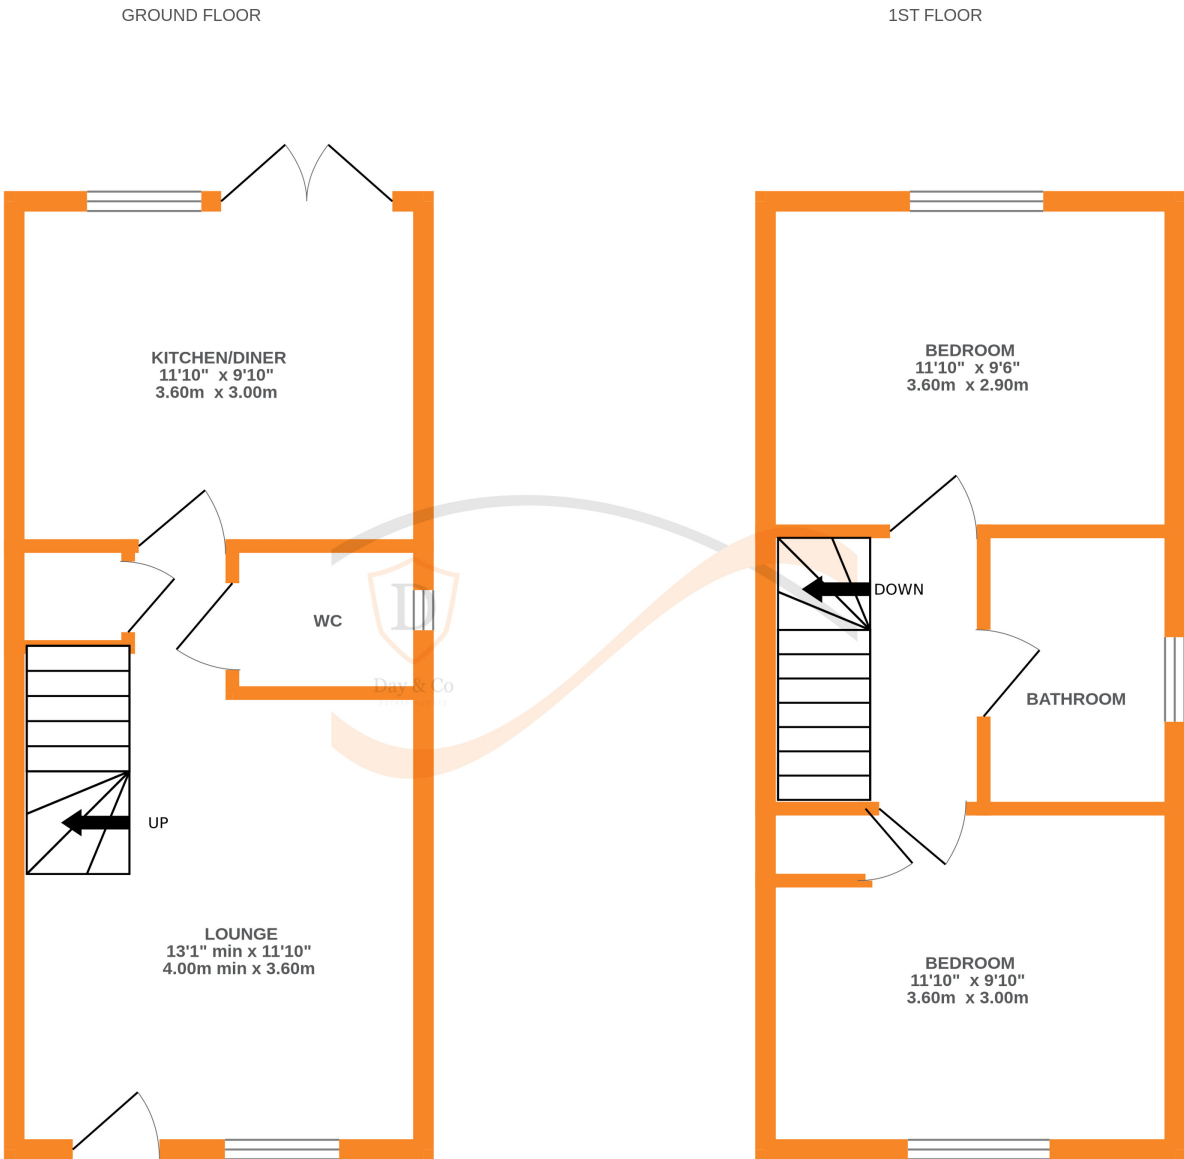 GROUND FLOOR
1ST FLOOR
KITCHEN/DINER
11'10" x 9'10"
3.60m x 3.00m
WC
UP
LOUNGE
13'1" min x 11'10"
4.00m min x 3.60m
D
Day & Co
BEDROOM
11'10" x 9'6"
3.60m x 2.90m
DOWN
BATHROOM
BEDROOM
11'10" x 9'10"
3.60m x 3.00m